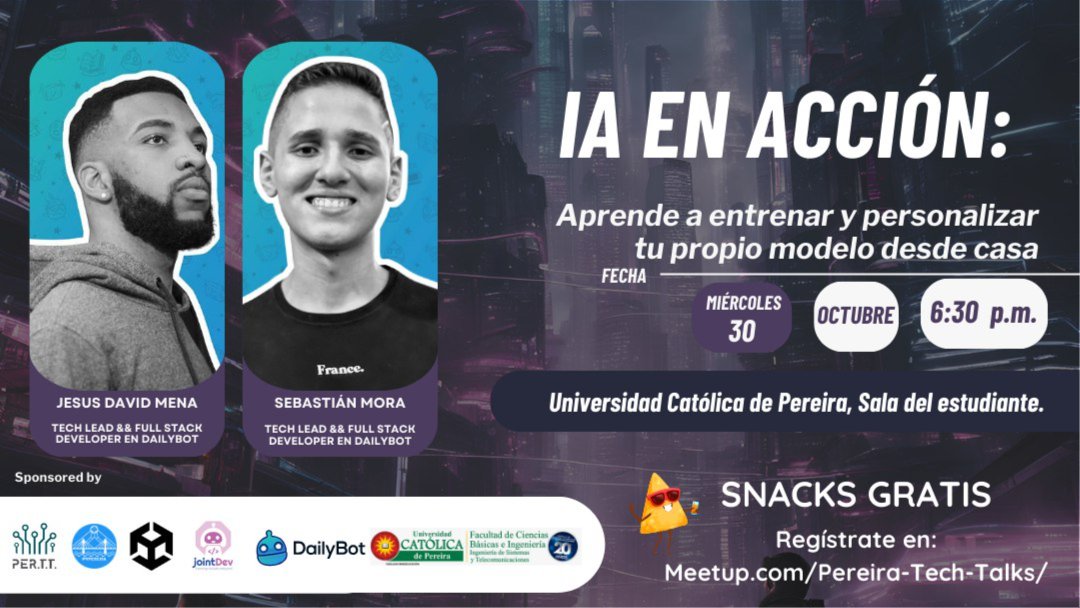 IA EN ACCIÓN:
Aprende a entrenar y personalizar
tu propio modelo desde casa
FECHA
MIÉRCOLES
30
OCTUBRE
6:30 p.m.
Universidad Católica de Pereira, Sala del estudiante.
France.
JESUS DAVID MENA
TECH LEAD && FULL STACK
DEVELOPER EN DAILYBOT
SEBASTIÁN MORA
TECH LEAD && FULL STACK
DEVELOPER EN DAILYBOT
Sponsored by
PER.T.T.
jointDev
DailyBot
Universidad
CATÓLICA
de Pereira
Facultad de Ciencias
Básicas e Ingeniería
Ingeniería de Sistemas
y Telecomunicaciones
20
SNACKS GRATIS
Regístrate en:
Meetup.com/Pereira-Tech-Talks/